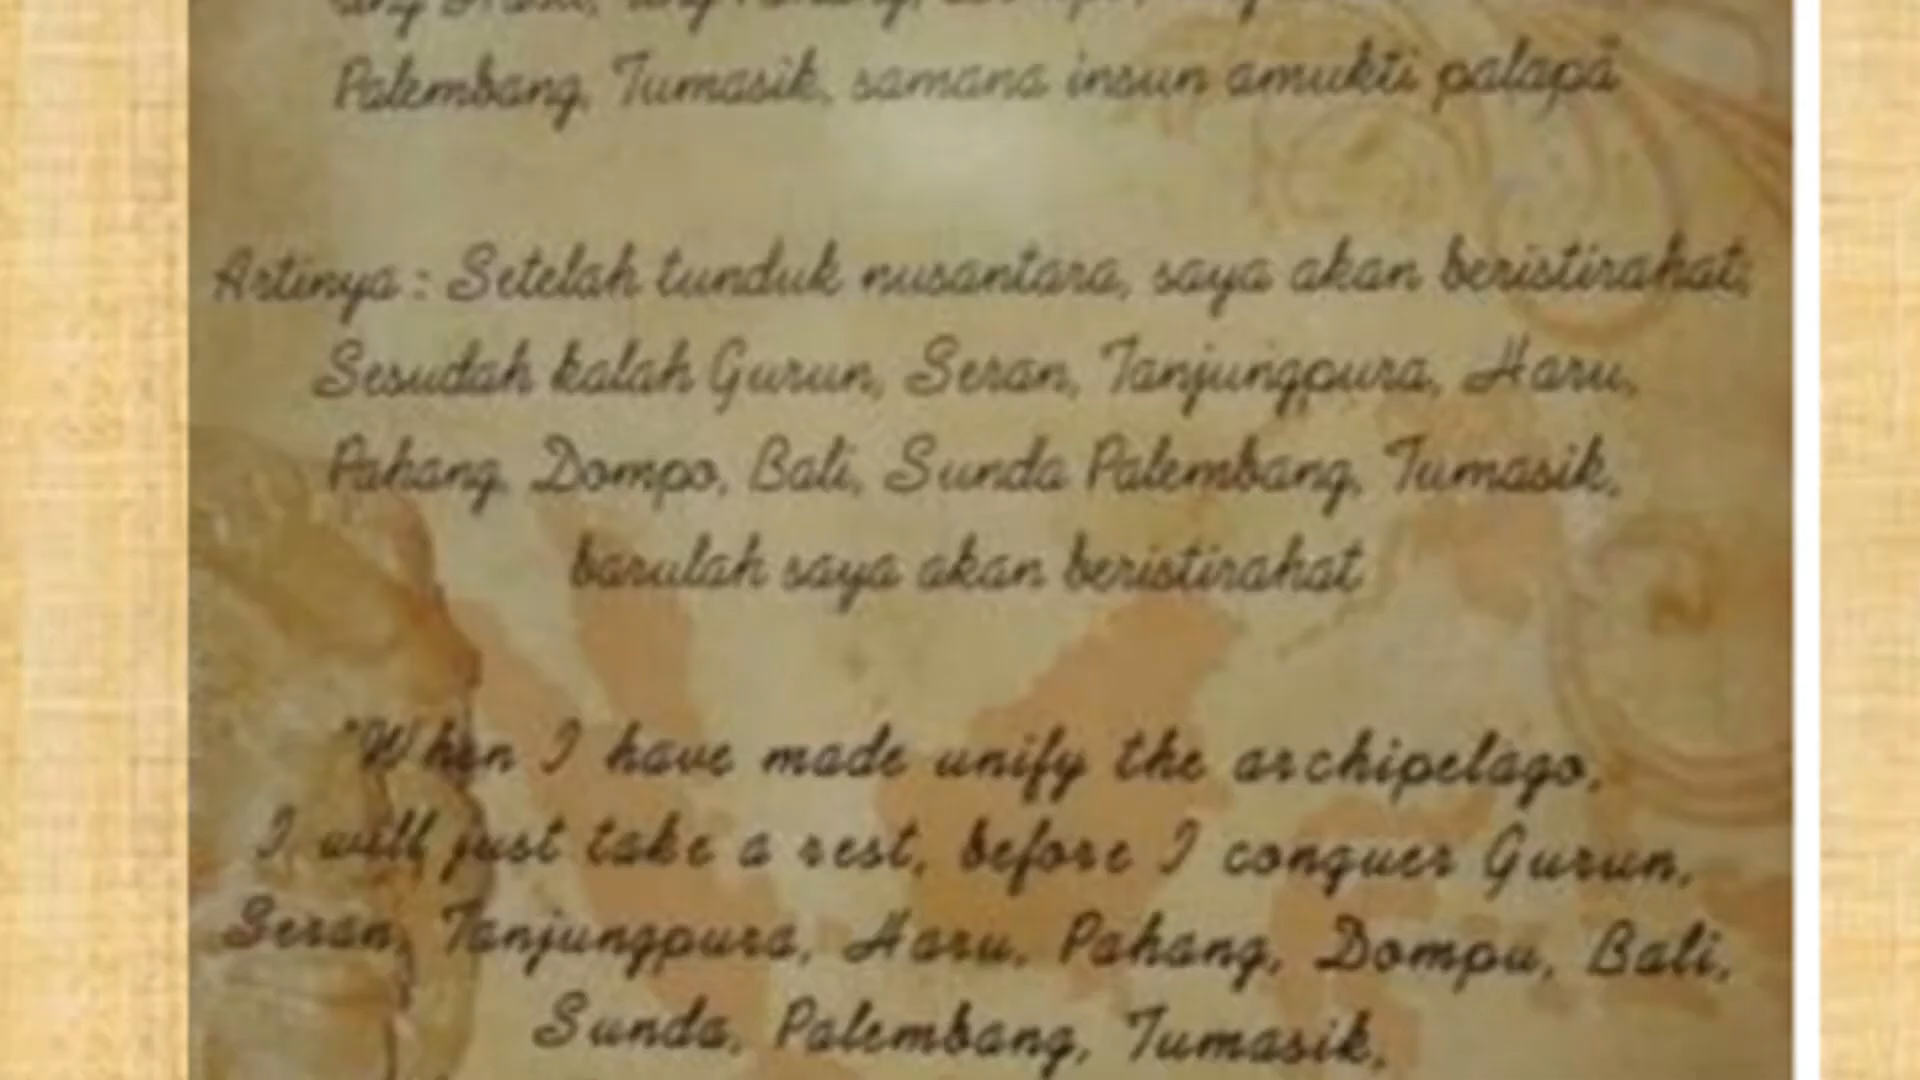 Palembang, Tumasik, samana insun amukti palapa"
Artinya : Setelah tunduk nusantara, saya akan beristirahat;
Sesudah kalah Gurun, Seran, Tanjungpura, Haru,
Pahang, Dompo, Bali, Sunda Palembang, Tumasik,
barulah saya akan beristirahat
"When I have made unify the archipelago,
I will just take a rest, before I conquer Gurun,
Seran, Tanjungpura, Haru, Pahang, Dompu, Bali,
Sunda, Palembang, Tumasik,